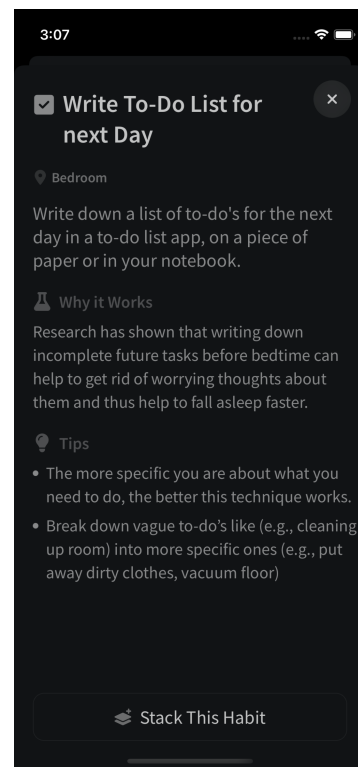 3:07
Write To-Do List for
next Day
Bedroom
Write down a list of to-do's for the next
day in a to-do list app, on a piece of
paper or in your notebook.
Why it Works
Research has shown that writing down
incomplete future tasks before bedtime can
help to get rid of worrying thoughts about
them and thus help to fall asleep faster.
Tips
• The more specific you are about what you
need to do, the better this technique works.
• Break down vague to-do’s like (e.g., cleaning
up room) into more specific ones (e.g., put
away dirty clothes, vacuum floor)
Stack This Habit